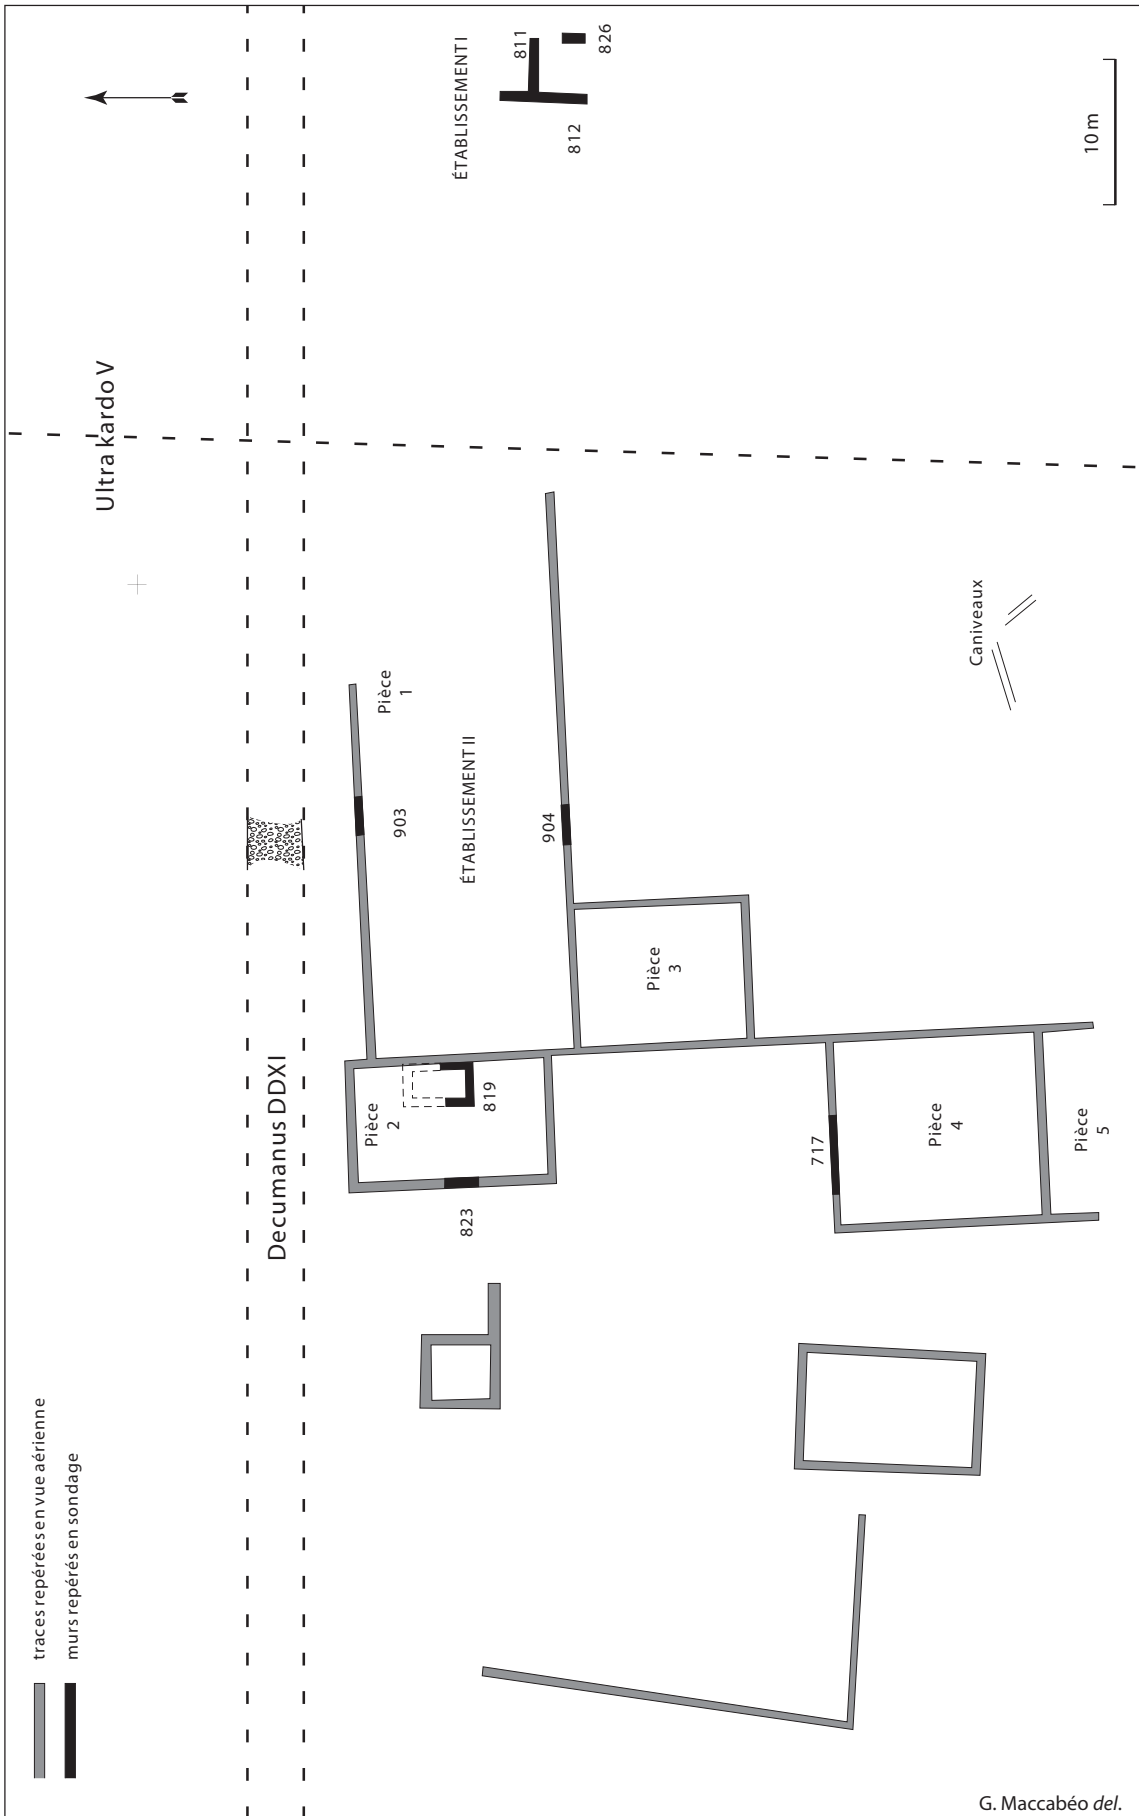 traces repérées en vue aérienne
murs repérés en sondage
Decumanus DDXI
Ultra kardo V
ÉTABLISSEMENT I
811
826
812
10 m
Pièce
1
903
ÉTABLISSEMENT II
904
Pièce
2
819
823
Pièce
3
717
Pièce
4
Pièce
5
Caniveaux
G. Maccabéo del.